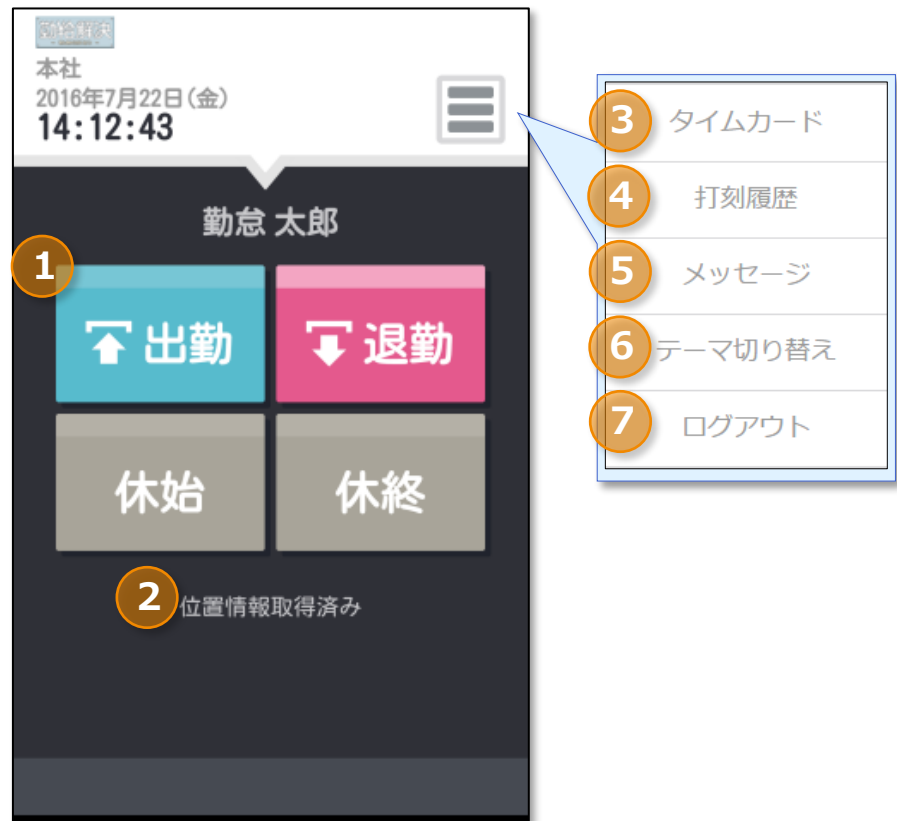 本社
2016年7月22日(金)
14:12:43
勤怠 太郎
1
出勤
退勤
休始
休終
2
位置情報取得済み
3
タイムカード
4
打刻履歴
5
メッセージ
6
テーマ切り替え
7
ログアウト